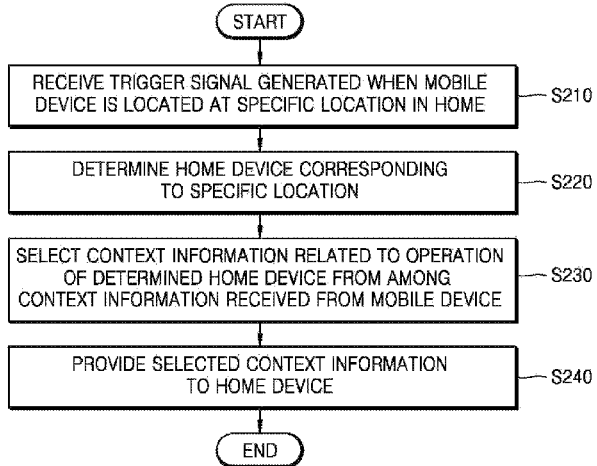 START
RECEIVE TRIGGER SIGNAL GENERATED WHEN MOBILE
DEVICE IS LOCATED AT SPECIFIC LOCATION IN HOME
S210
DETERMINE HOME DEVICE CORRESPONDING
TO SPECIFIC LOCATION
S220
SELECT CONTEXT INFORMATION RELATED TO OPERATION
OF DETERMINED HOME DEVICE FROM AMONG
CONTEXT INFORMATION RECEIVED FROM MOBILE DEVICE
S230
PROVIDE SELECTED CONTEXT INFORMATION
TO HOME DEVICE
S240
END